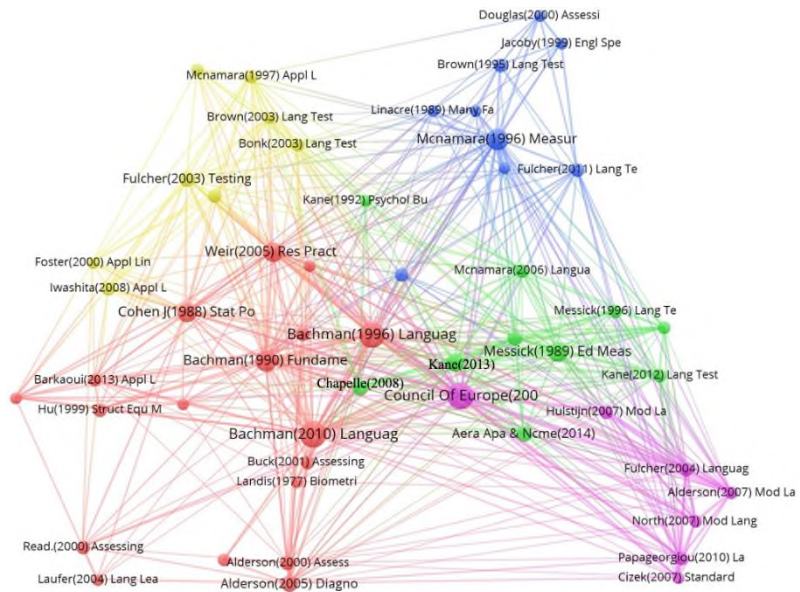 Douglas(2000) Assessi
Jacoby(1999) Engl Spe
Brown(1995) Lang Test
Mcnamara(1997) Appl L
Linacre(1989) Many Fa
Brown(2003) Lang Test
Mcnamara(1996) Measur
Bonk(2003) Lang Test
Fulcher(2011) Lang Te
Fulcher(2003) Testing
Kane(1992) Psychol Bu
Weir(2005) Res Pract
Foster(2000) Appl Lin
Mcnamara(2006) Langua
Iwashita(2008) Appl L
Cohen J(1988) Stat Po
Messick(1996) Lang Te
Bachman(1996) Languag
Messick(1989) Ed Meas
Bachman(1990) Fundame
Kane(2013)
Kane(2012) Lang Test
Barkaoui(2013) Appl L
Chapelle(2008)
Council Of Europe(200
Hu(1999) Struct Equ M
Hulstijn(2007) Mod La
Bachman(2010) Languag
Aera Apa & Ncme(2014)
Buck(2001) Assessing
Fulcher(2004) Languag
Landis(1977) Biometri
Alderson(2007) Mod La
North(2007) Mod Lang
Read.(2000) Assessing
Papageorgiou(2010) La
Alderson(2000) Assess
Cizek(2007) Standard
Laufer(2004) Lang Lea
Alderson(2005) Diagno